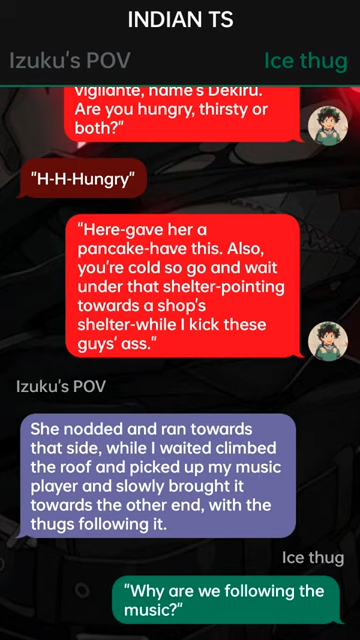 INDIAN TS
Izuku's POV
Ice thug
vigilante, name's Dekiru.
Are you hungry, thirsty or
both?"
"H-H-Hungry"
"Here-gave her a
pancake-have this. Also,
you're cold so go and wait
under that shelter-pointing
towards a shop's
shelter-while I kick these
guys' ass."
Izuku's POV
She nodded and ran towards
that side, while I waited climbed
the roof and picked up my music
player and slowly brought it
towards the other end, with the
thugs following it.
Ice thug
"Why are we following the
music?"